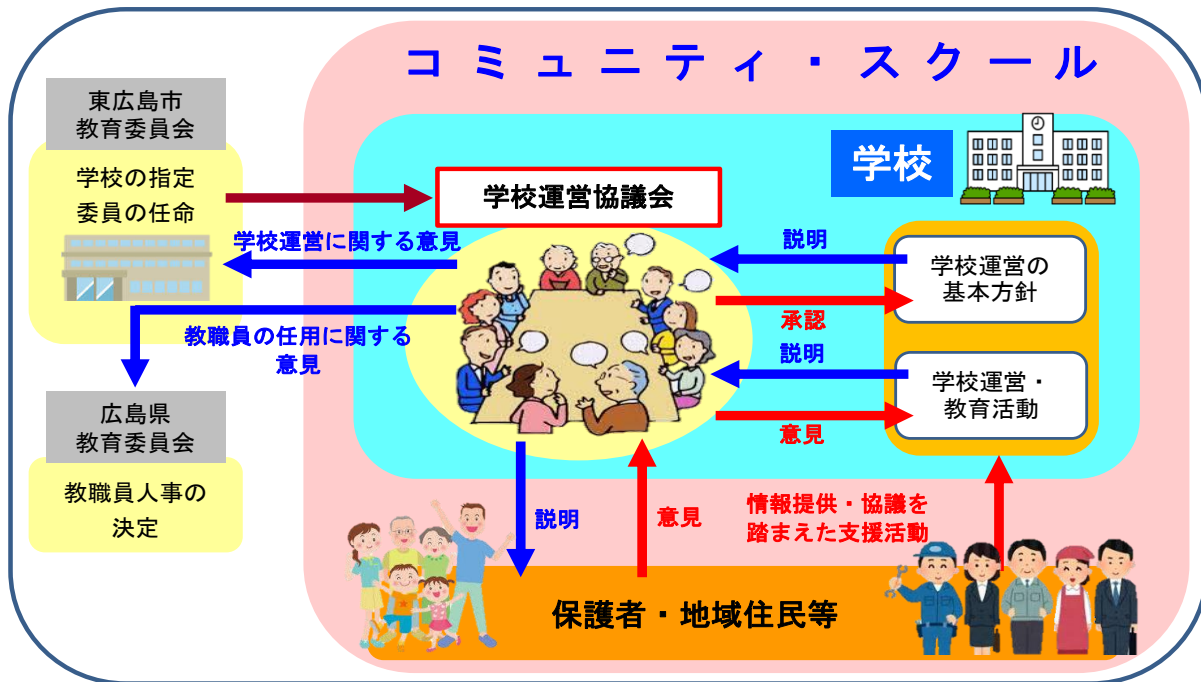 コミュニティ・スクール
東広島市
教育委員会
学校の指定
委員の任命
学校
学校運営協議会
学校運営に関する意見
教職員の任用に関する
意見
説明
承認
学校運営の
基本方針
説明
意見
学校運営・
教育活動
広島県
教育委員会
教職員人事の
決定
説明
意見
情報提供・協議を
踏まえた支援活動
保護者・地域住民等